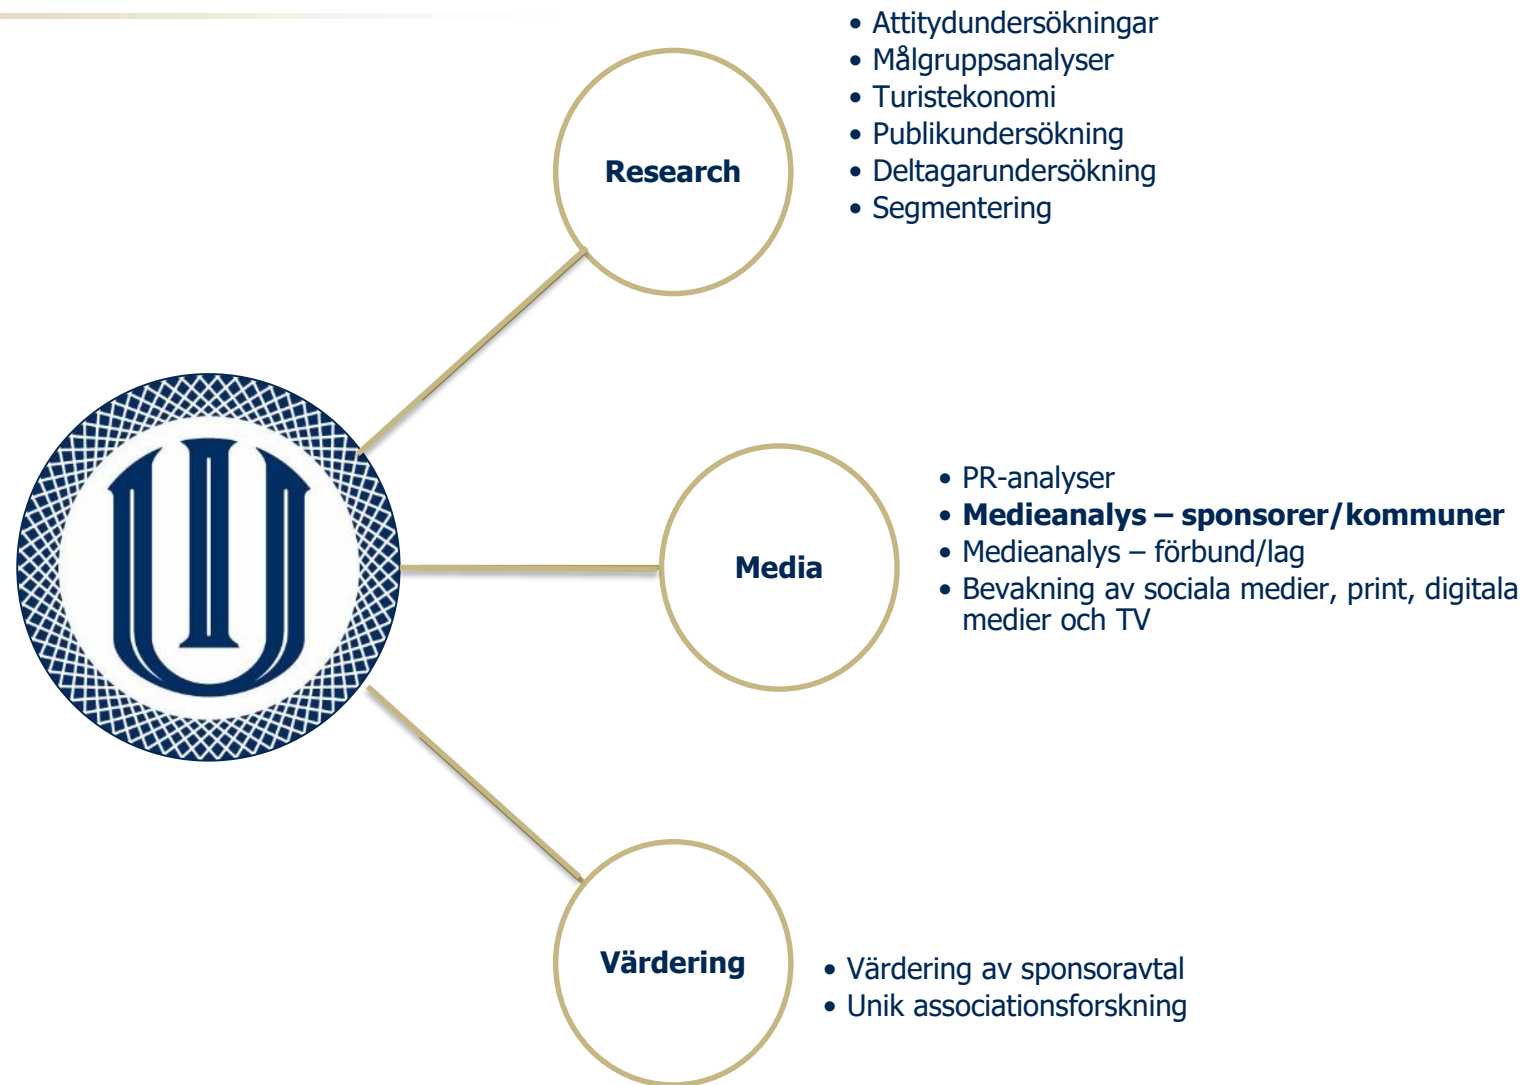 Research
• Attitydundersökningar
• Målgruppsanalyser
• Turistekonomi
• Publikundersökning
• Deltagarundersökning
• Segmentering
Media
• PR-analyser
• Medieanalys – sponsorer/kommuner
• Medieanalys – förbund/lag
• Bevakning av sociala medier, print, digitala
medier och TV
Värdering
• Värdering av sponsoravtal
• Unik associationsforskning